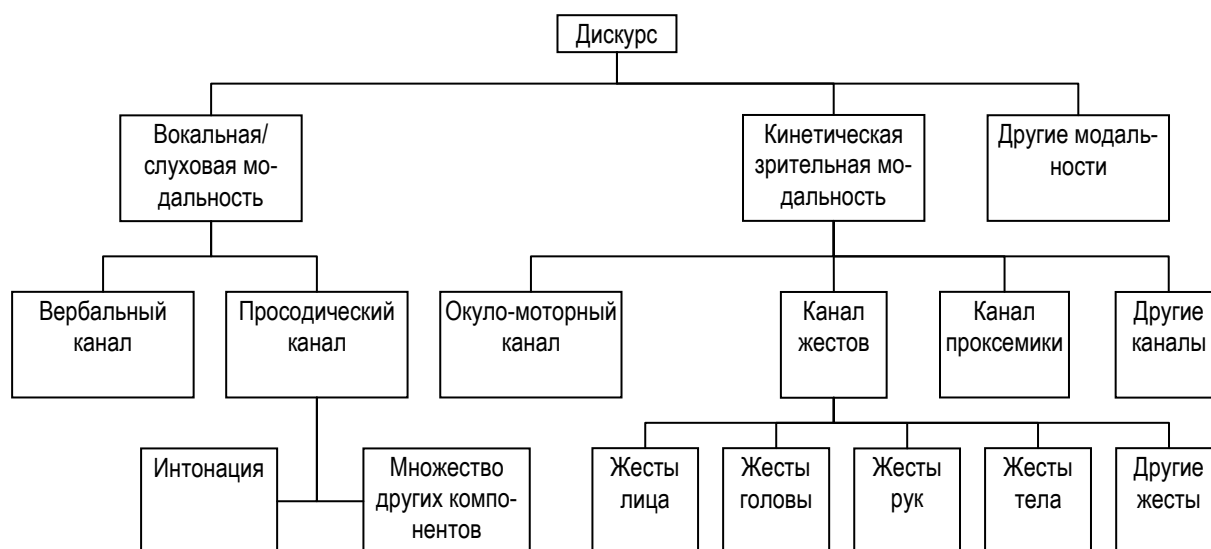 Дискурс
Вокальная/
слуховая мо-
дальность
Кинетическая
зрительная мо-
дальность
Другие модаль-
ности
Вербальный
канал
Просодический
канал
Окуло-моторный
канал
Канал
жестов
Канал
проксемики
Другие
каналы
Интонация
Множество
других компо-
нентов
Жесты
лица
Жесты
головы
Жесты
рук
Жесты
тела
Другие
жесты